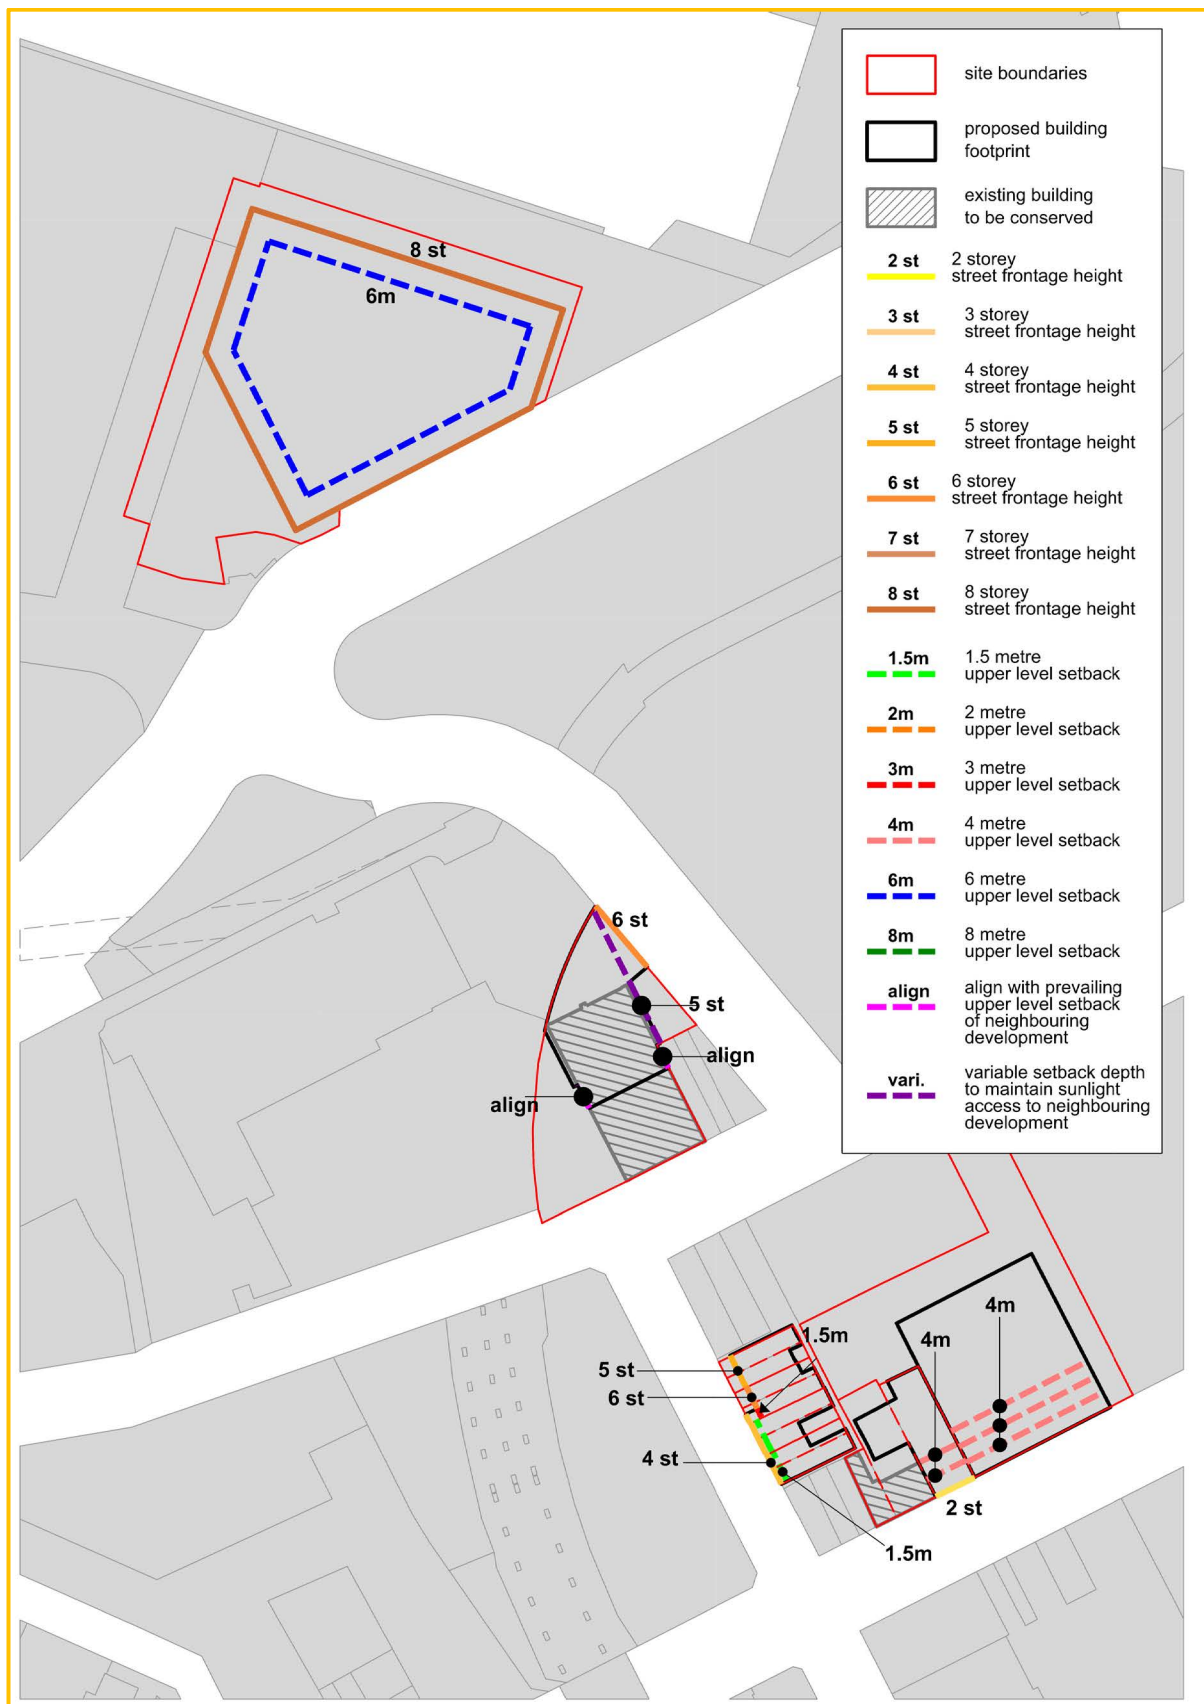 site boundaries
proposed building
footprint
existing building
to be conserved
2 st
2 storey
street frontage height
3 st
3 storey
street frontage height
4 st
4 storey
street frontage height
5 st
5 storey
street frontage height
6 st
6 storey
street frontage height
7 st
7 storey
street frontage height
8 st
8 storey
street frontage height
1.5m
1.5 metre
upper level setback
2m
2 metre
upper level setback
3m
3 metre
upper level setback
4m
4 metre
upper level setback
6m
6 metre
upper level setback
8m
8 metre
upper level setback
align
align with prevailing
upper level setback
of neighbouring
development
vari.
variable setback depth
to maintain sunlight
access to neighbouring
development
8 st
6m
6 st
5 st
align
align
4m
1.5m
4m
5 st
6 st
4 st
2 st
1.5m